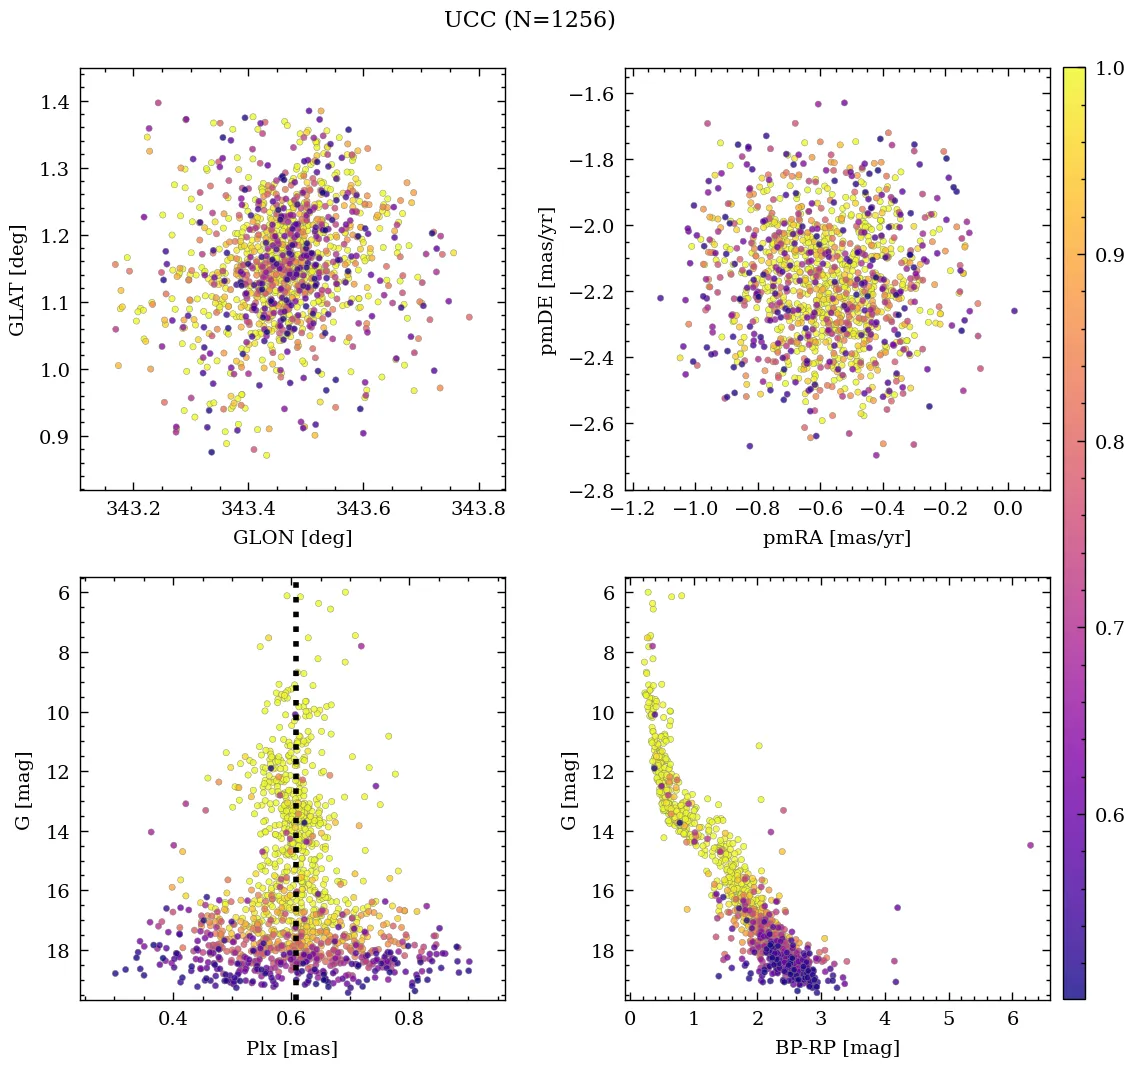 UCC (N=1256)
1.4
1.3
1.2
1.1
1.0
0.9
GLAT [deg]
343.2 343.4 343.6 343.8
GLON [deg]
−1.6
−1.8
−2.0
−2.2
−2.4
−2.6
−2.8
pmDE [mas/yr]
−1.2 −1.0 −0.8 −0.6 −0.4 −0.2 0.0
pmRA [mas/yr]
1.0
0.9
0.8
0.7
0.6
6
8
10
12
14
16
18
G [mag]
0.4 0.6 0.8
Plx [mas]
6
8
10
12
14
16
18
G [mag]
0 1 2 3 4 5 6
BP-RP [mag]